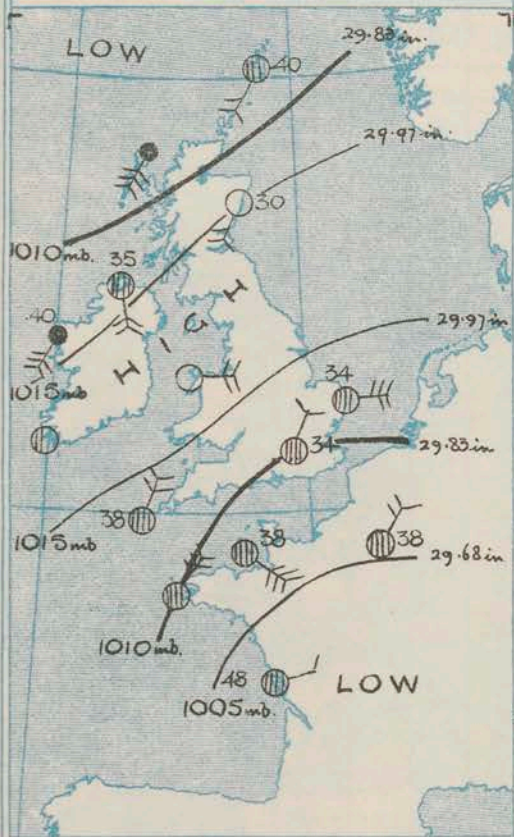 LOW
29.83 in.
40
29.97 in.
30
1010 mb.
35
40
H
I
G
H
29.97 in
1015 mb
34
34
29.83 in
38
1015 mb
38
38
29.68 in
1010 mb.
48
LOW
1005 mb.